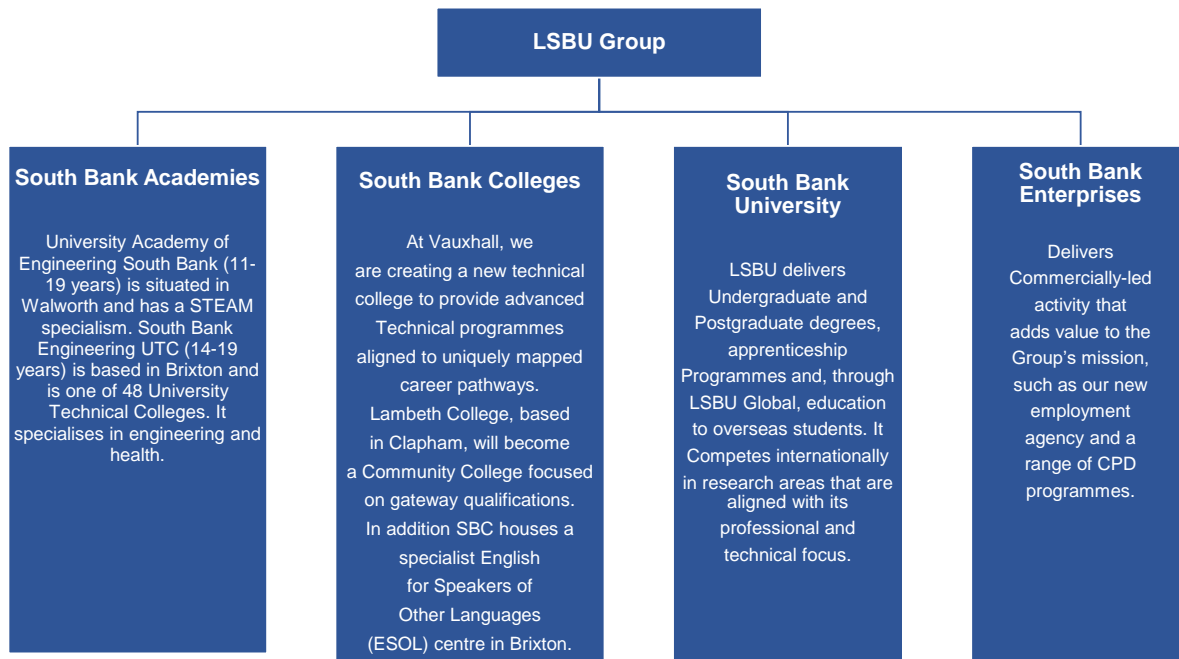 LSBU Group
South Bank Academies
University Academy of
Engineering South Bank (11-
19 years) is situated in
Walworth and has a STEAM
specialism. South Bank
Engineering UTC (14-19
years) is based in Brixton and
is one of 48 University
Technical Colleges. It
specialises in engineering and
health.
South Bank Colleges
At Vauxhall, we
are creating a new technical
college to provide advanced
Technical programmes
aligned to uniquely mapped
career pathways.
Lambeth College, based
in Clapham, will become
a Community College focused
on gateway qualifications.
In addition SBC houses a
specialist English
for Speakers of
Other Languages
(ESOL) centre in Brixton.
South Bank
University
LSBU delivers
Undergraduate and
Postgraduate degrees,
apprenticeship
Programmes and, through
LSBU Global, education
to overseas students. It
Competes internationally
in research areas that are
aligned with its
professional and
technical focus.
South Bank
Enterprises
Delivers
Commercially-led
activity that
adds value to the
Group's mission,
such as our new
employment
agency and a
range of CPD
programmes.